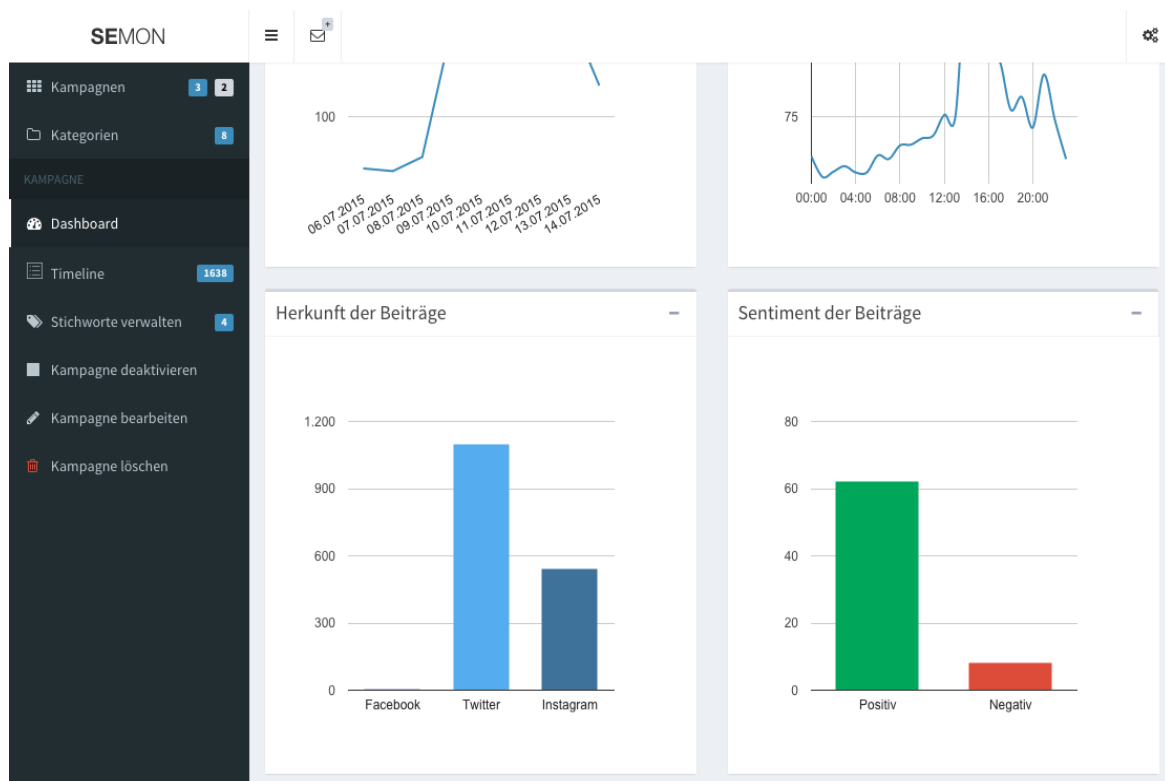 SEMON
+
Kampagnen 3 2
Kategorien 8
KAMPAGNE
Dashboard
Timeline 1638
Stichworte verwalten 4
Kampagne deaktivieren
Kampagne bearbeiten
Kampagne löschen
100
06.07.2015 07.07.2015 08.07.2015 09.07.2015 10.07.2015 11.07.2015 12.07.2015 13.07.2015 14.07.2015
75
00:00 04:00 08:00 12:00 16:00 20:00
Herkunft der Beiträge
1.200
900
600
300
0
Facebook Twitter Instagram
Sentiment der Beiträge
80
60
40
20
0
Positiv Negativ